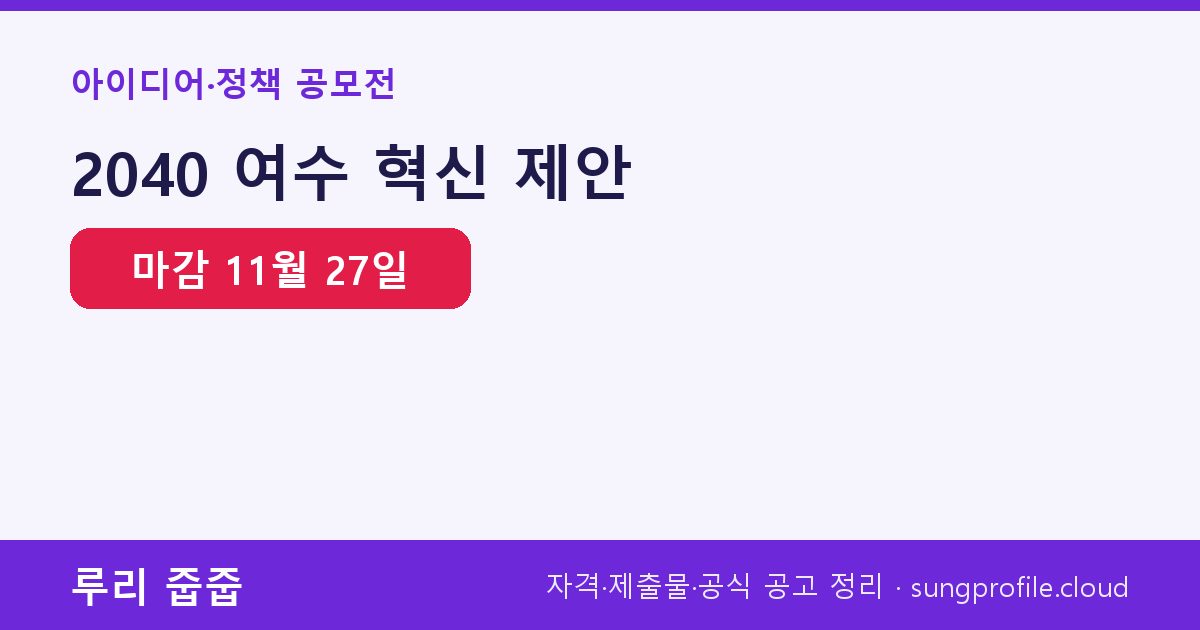 아이디어·정책 공모전
2040 여수 혁신 제안
마감 11월 27일
루리 줍줍
자격·제출물·공식 공고 정리 · sungprofile.cloud